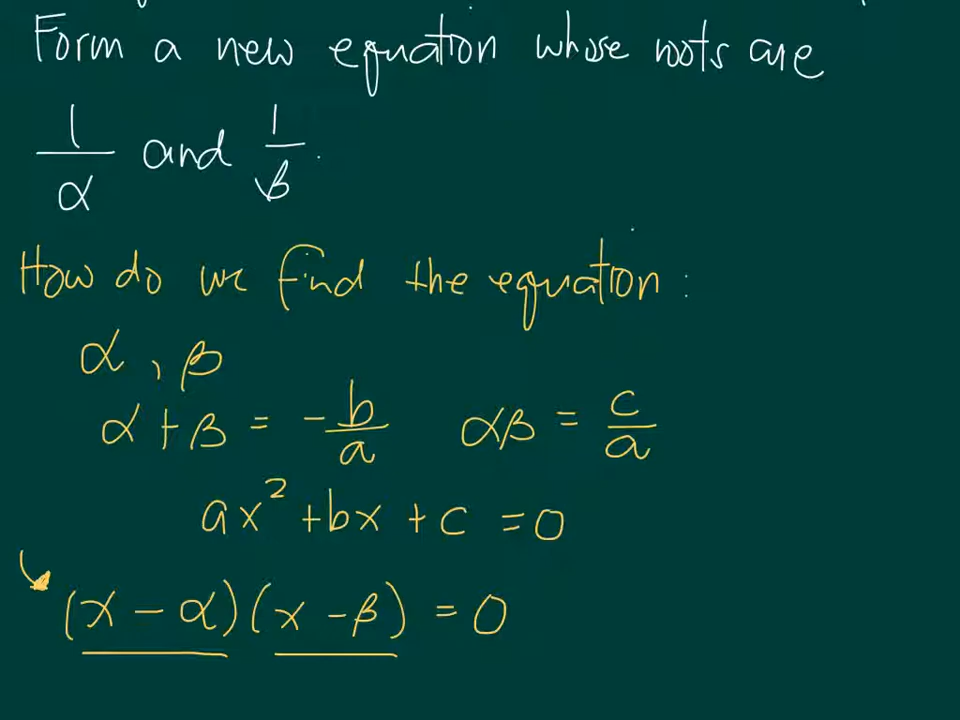 Form a new equation whose roots are
1/α and 1/β.
How do we find the equation:
α, β
α + β = -b/a αβ = c/a
ax² + bx + c = 0
(x - α)(x - β) = 0